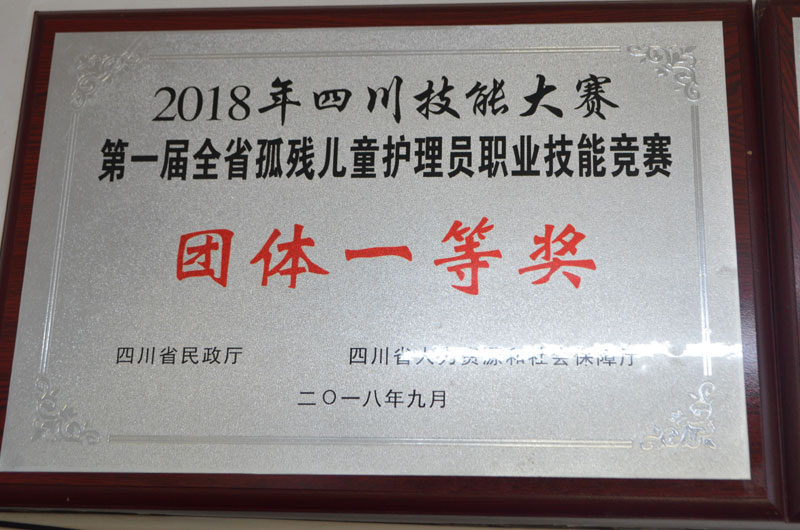 2018年四川技能大赛
第一届全省孤残儿童护理员职业技能竞赛
团体一等奖
四川省民政厅 四川省人力资源和社会保障厅
二〇一八年九月